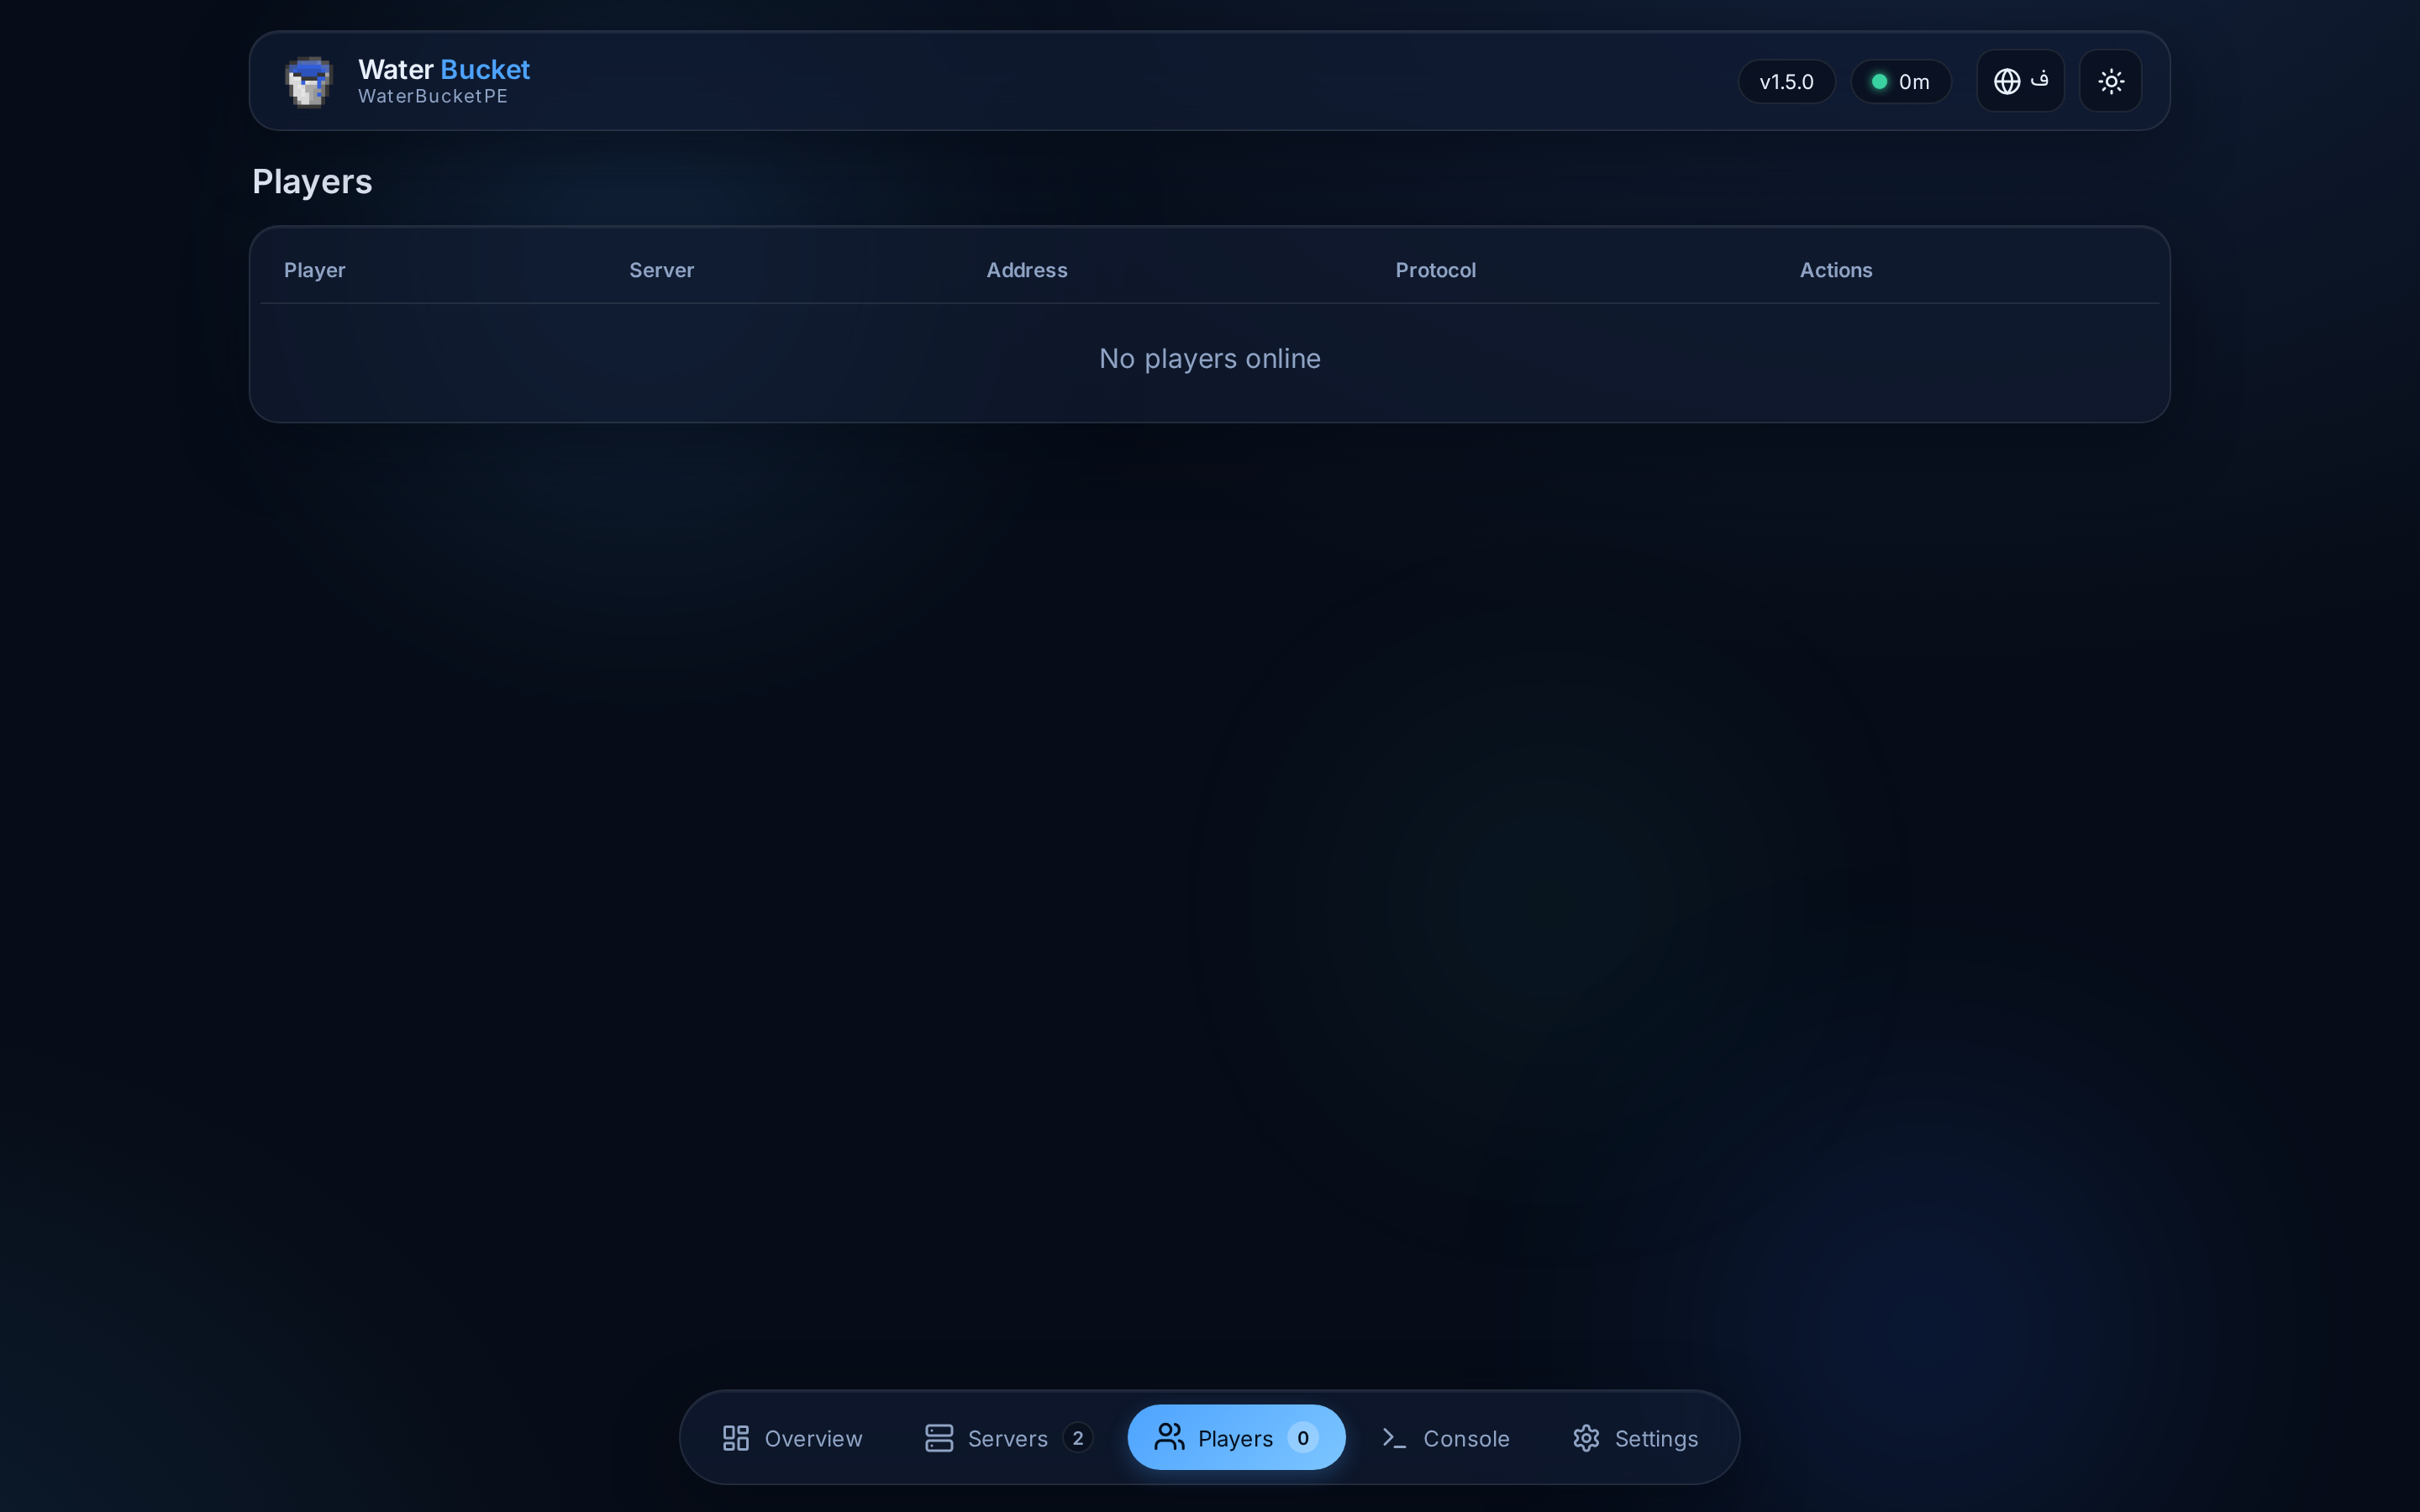 Water Bucket
WaterBucketPE
v1.5.0
0m
ف
Players
Player Server Address Protocol Actions
No players online
Overview Servers 2 Players 0 Console Settings